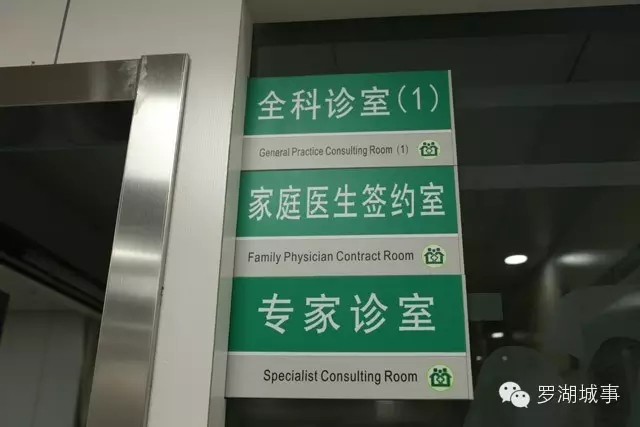 全科诊室(1)
General Practice Consulting Room (1)
家庭医生签约室
Family Physician Contract Room
专家诊室
Specialist Consulting Room
罗湖城事